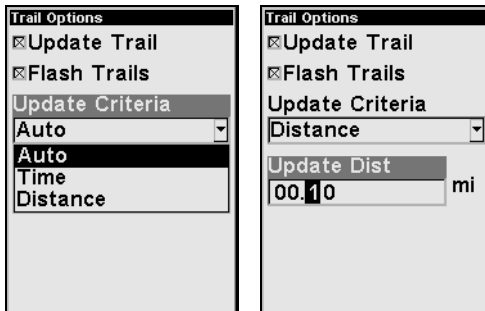 Trail Options
Update Trail
Flash Trails
Update Criteria
Auto
Auto
Time
Distance
Trail Options
Update Trail
Flash Trails
Update Criteria
Distance
Update Dist
00.10 mi